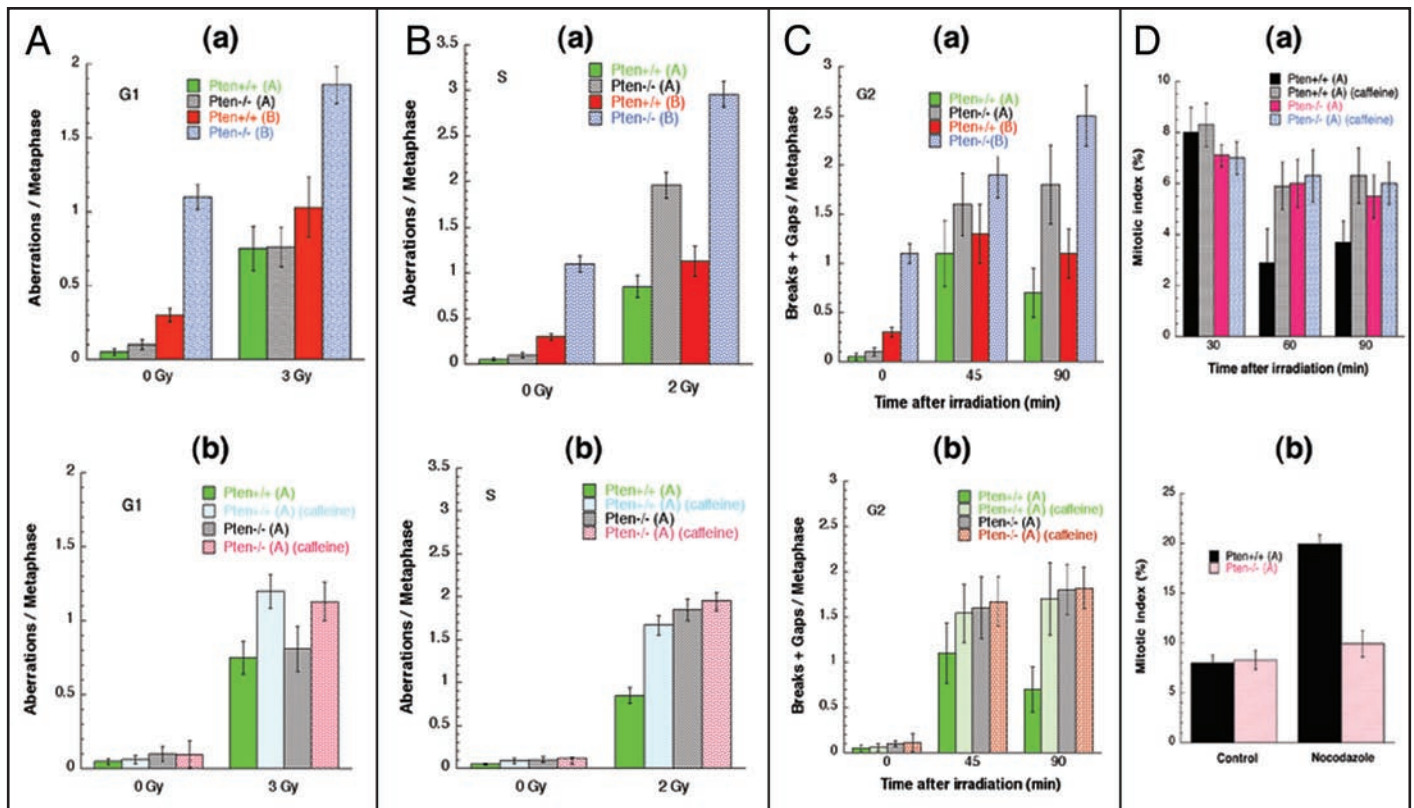 A
(a)
G1
Pten+/+ (A)
Pten-/- (A)
Pten+/+ (B)
Pten-/- (B)
Aberrations / Metaphase
2
1.5
1
0.5
0
0 Gy
3 Gy
(b)
G1
Pten+/+ (A)
Pten+/+ (A) (caffeine)
Pten-/- (A)
Pten-/- (A) (caffeine)
Aberrations / Metaphase
2
1.5
1
0.5
0
0 Gy
3 Gy
B
(a)
S
Pten+/+ (A)
Pten-/- (A)
Pten+/+ (B)
Pten-/- (B)
Aberrations / Metaphase
3.5
3
2.5
2
1.5
1
0.5
0
0 Gy
2 Gy
(b)
S
Pten+/+ (A)
Pten+/+ (A) (caffeine)
Pten-/- (A)
Pten-/- (A) (caffeine)
Aberrations / Metaphase
3.5
3
2.5
2
1.5
1
0.5
0
0 Gy
2 Gy
C
(a)
G2
Pten+/+ (A)
Pten-/- (A)
Pten+/+ (B)
Pten-/-(B)
Breaks + Gaps / Metaphase
3
2.5
2
1.5
1
0.5
0
0
45
90
Time after irradiation (min)
(b)
G2
Pten+/+ (A)
Pten+/+ (A) (caffeine)
Pten-/- (A)
Pten-/- (A) (caffeine)
Breaks + Gaps / Metaphase
3
2.5
2
1.5
1
0.5
0
0
45
90
Time after irradiation (min)
D
(a)
Pten+/+ (A)
Pten+/+ (A) (caffeine)
Pten-/- (A)
Pten-/- (A) (caffeine)
Mitotic index (%)
10
8
6
4
2
0
30
60
90
Time after irradiation (min)
(b)
Pten+/+ (A)
Pten-/- (A)
Mitotic index (%)
25
20
15
10
5
0
Control
Nocodazole